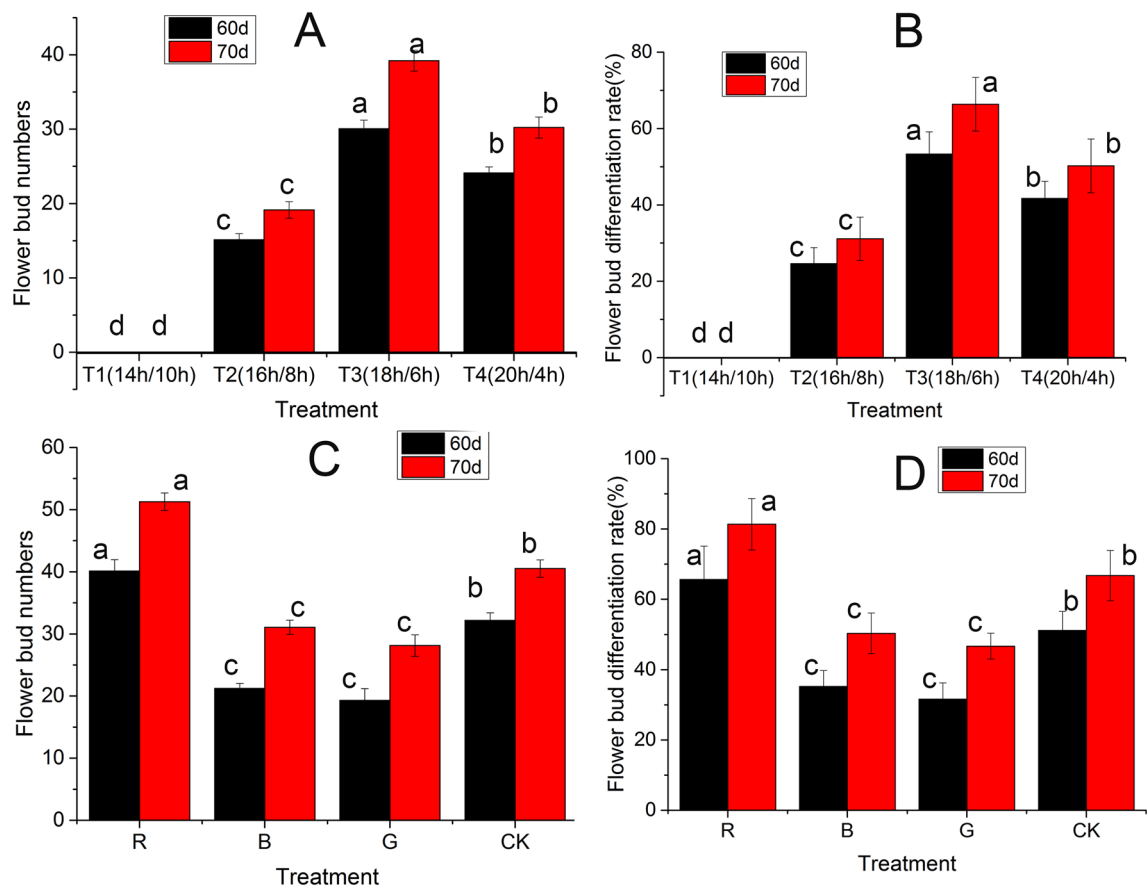 A
60d
70d
Flower bud numbers
40
30
20
10
0
d d c c a a b b
T1(14h/10h) T2(16h/8h) T3(18h/6h) T4(20h/4h)
Treatment
B
60d
70d
Flower bud differentiation rate(%)
80
60
40
20
0
d d c c a a b b
T1(14h/10h) T2(16h/8h) T3(18h/6h) T4(20h/4h)
Treatment
C
60d
70d
Flower bud numbers
60
50
40
30
20
10
0
a a c c c c b b
R B G CK
Treatment
D
60d
70d
Flower bud differentiation rate(%)
100
80
60
40
20
0
a a c c c c b b
R B G CK
Treatment